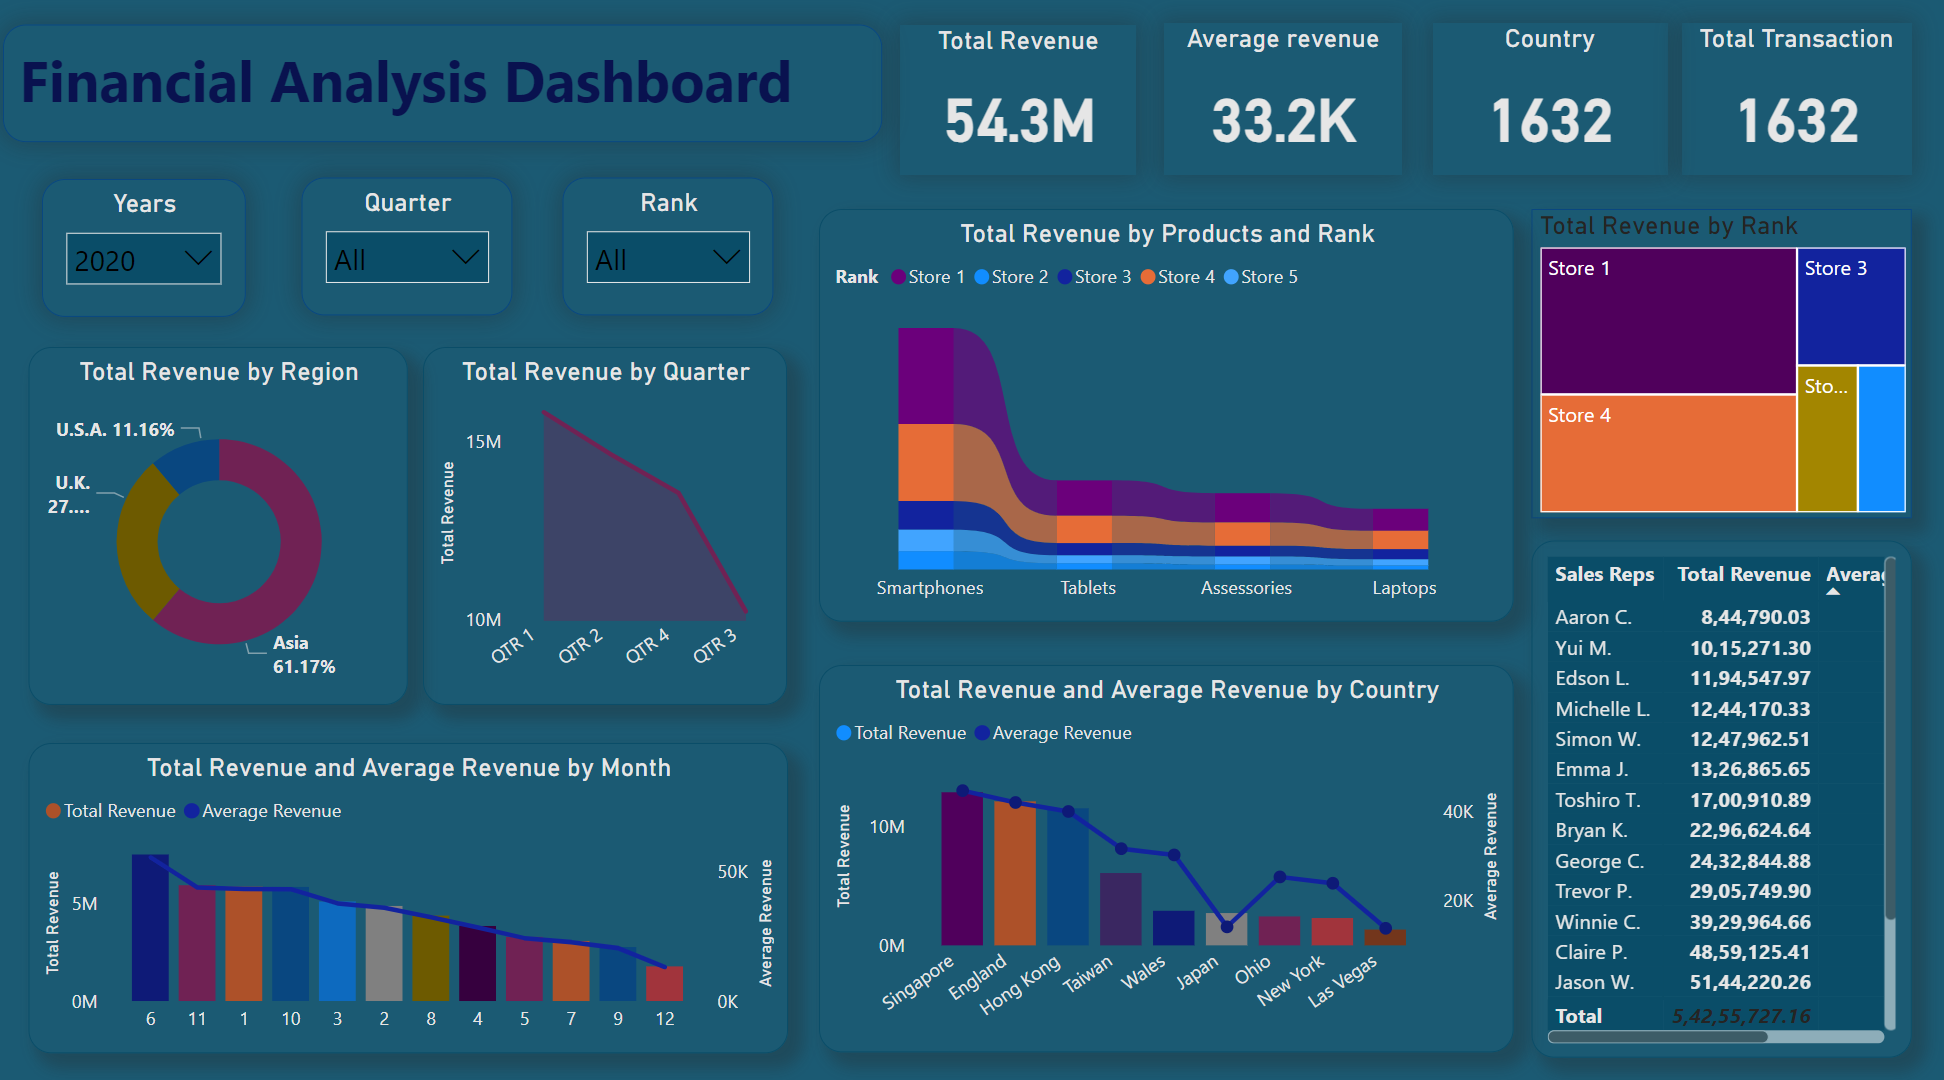 Financial Analysis Dashboard
Total Revenue
54.3M
Average revenue
33.2K
Country
1632
Total Transaction
1632
Years
2020
Quarter
All
Rank
All
Total Revenue by Region
U.S.A. 11.16%
U.K.
27....
Asia
61.17%
Total Revenue by Quarter
Total Revenue
15M
10M
QTR 1
QTR 2
QTR 4
QTR 3
Total Revenue by Products and Rank
Rank Store 1 Store 2 Store 3 Store 4 Store 5
Smartphones Tablets Assessories Laptops
Total Revenue by Rank
Store 1
Store 3
Sto...
Store 4
Total Revenue and Average Revenue by Month
Total Revenue Average Revenue
Total Revenue
5M
0M
50K
0K
Average Revenue
6 11 1 10 3 2 8 4 5 7 9 12
Total Revenue and Average Revenue by Country
Total Revenue Average Revenue
Total Revenue
10M
0M
40K
20K
Average Revenue
Singapore
England
Hong Kong
Taiwan
Wales
Japan
Ohio
New York
Las Vegas
Sales Reps Total Revenue Averag
Aaron C. 8,44,790.03
Yui M. 10,15,271.30
Edson L. 11,94,547.97
Michelle L. 12,44,170.33
Simon W. 12,47,962.51
Emma J. 13,26,865.65
Toshiro T. 17,00,910.89
Bryan K. 22,96,624.64
George C. 24,32,844.88
Trevor P. 29,05,749.90
Winnie C. 39,29,964.66
Claire P. 48,59,125.41
Jason W. 51,44,220.26
Total 5,42,55,727.16